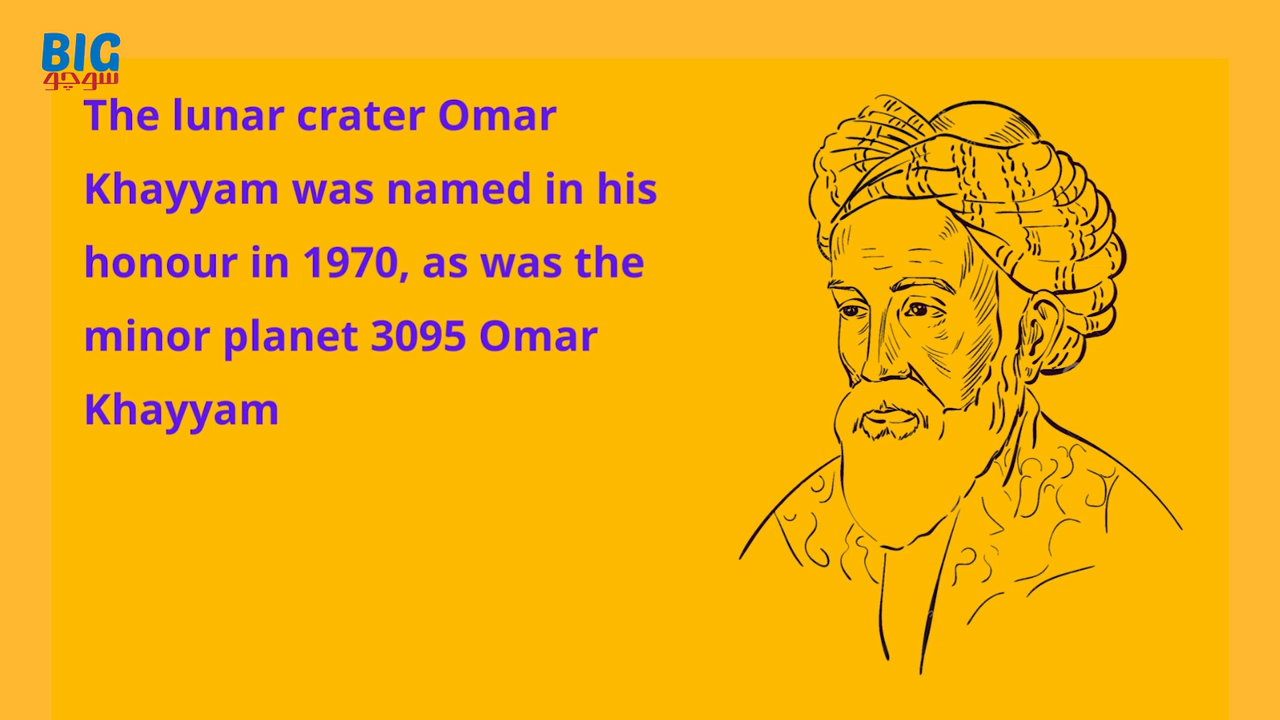 BIG
سوچو
The lunar crater Omar
Khayyam was named in his
honour in 1970, as was the
minor planet 3095 Omar
Khayyam